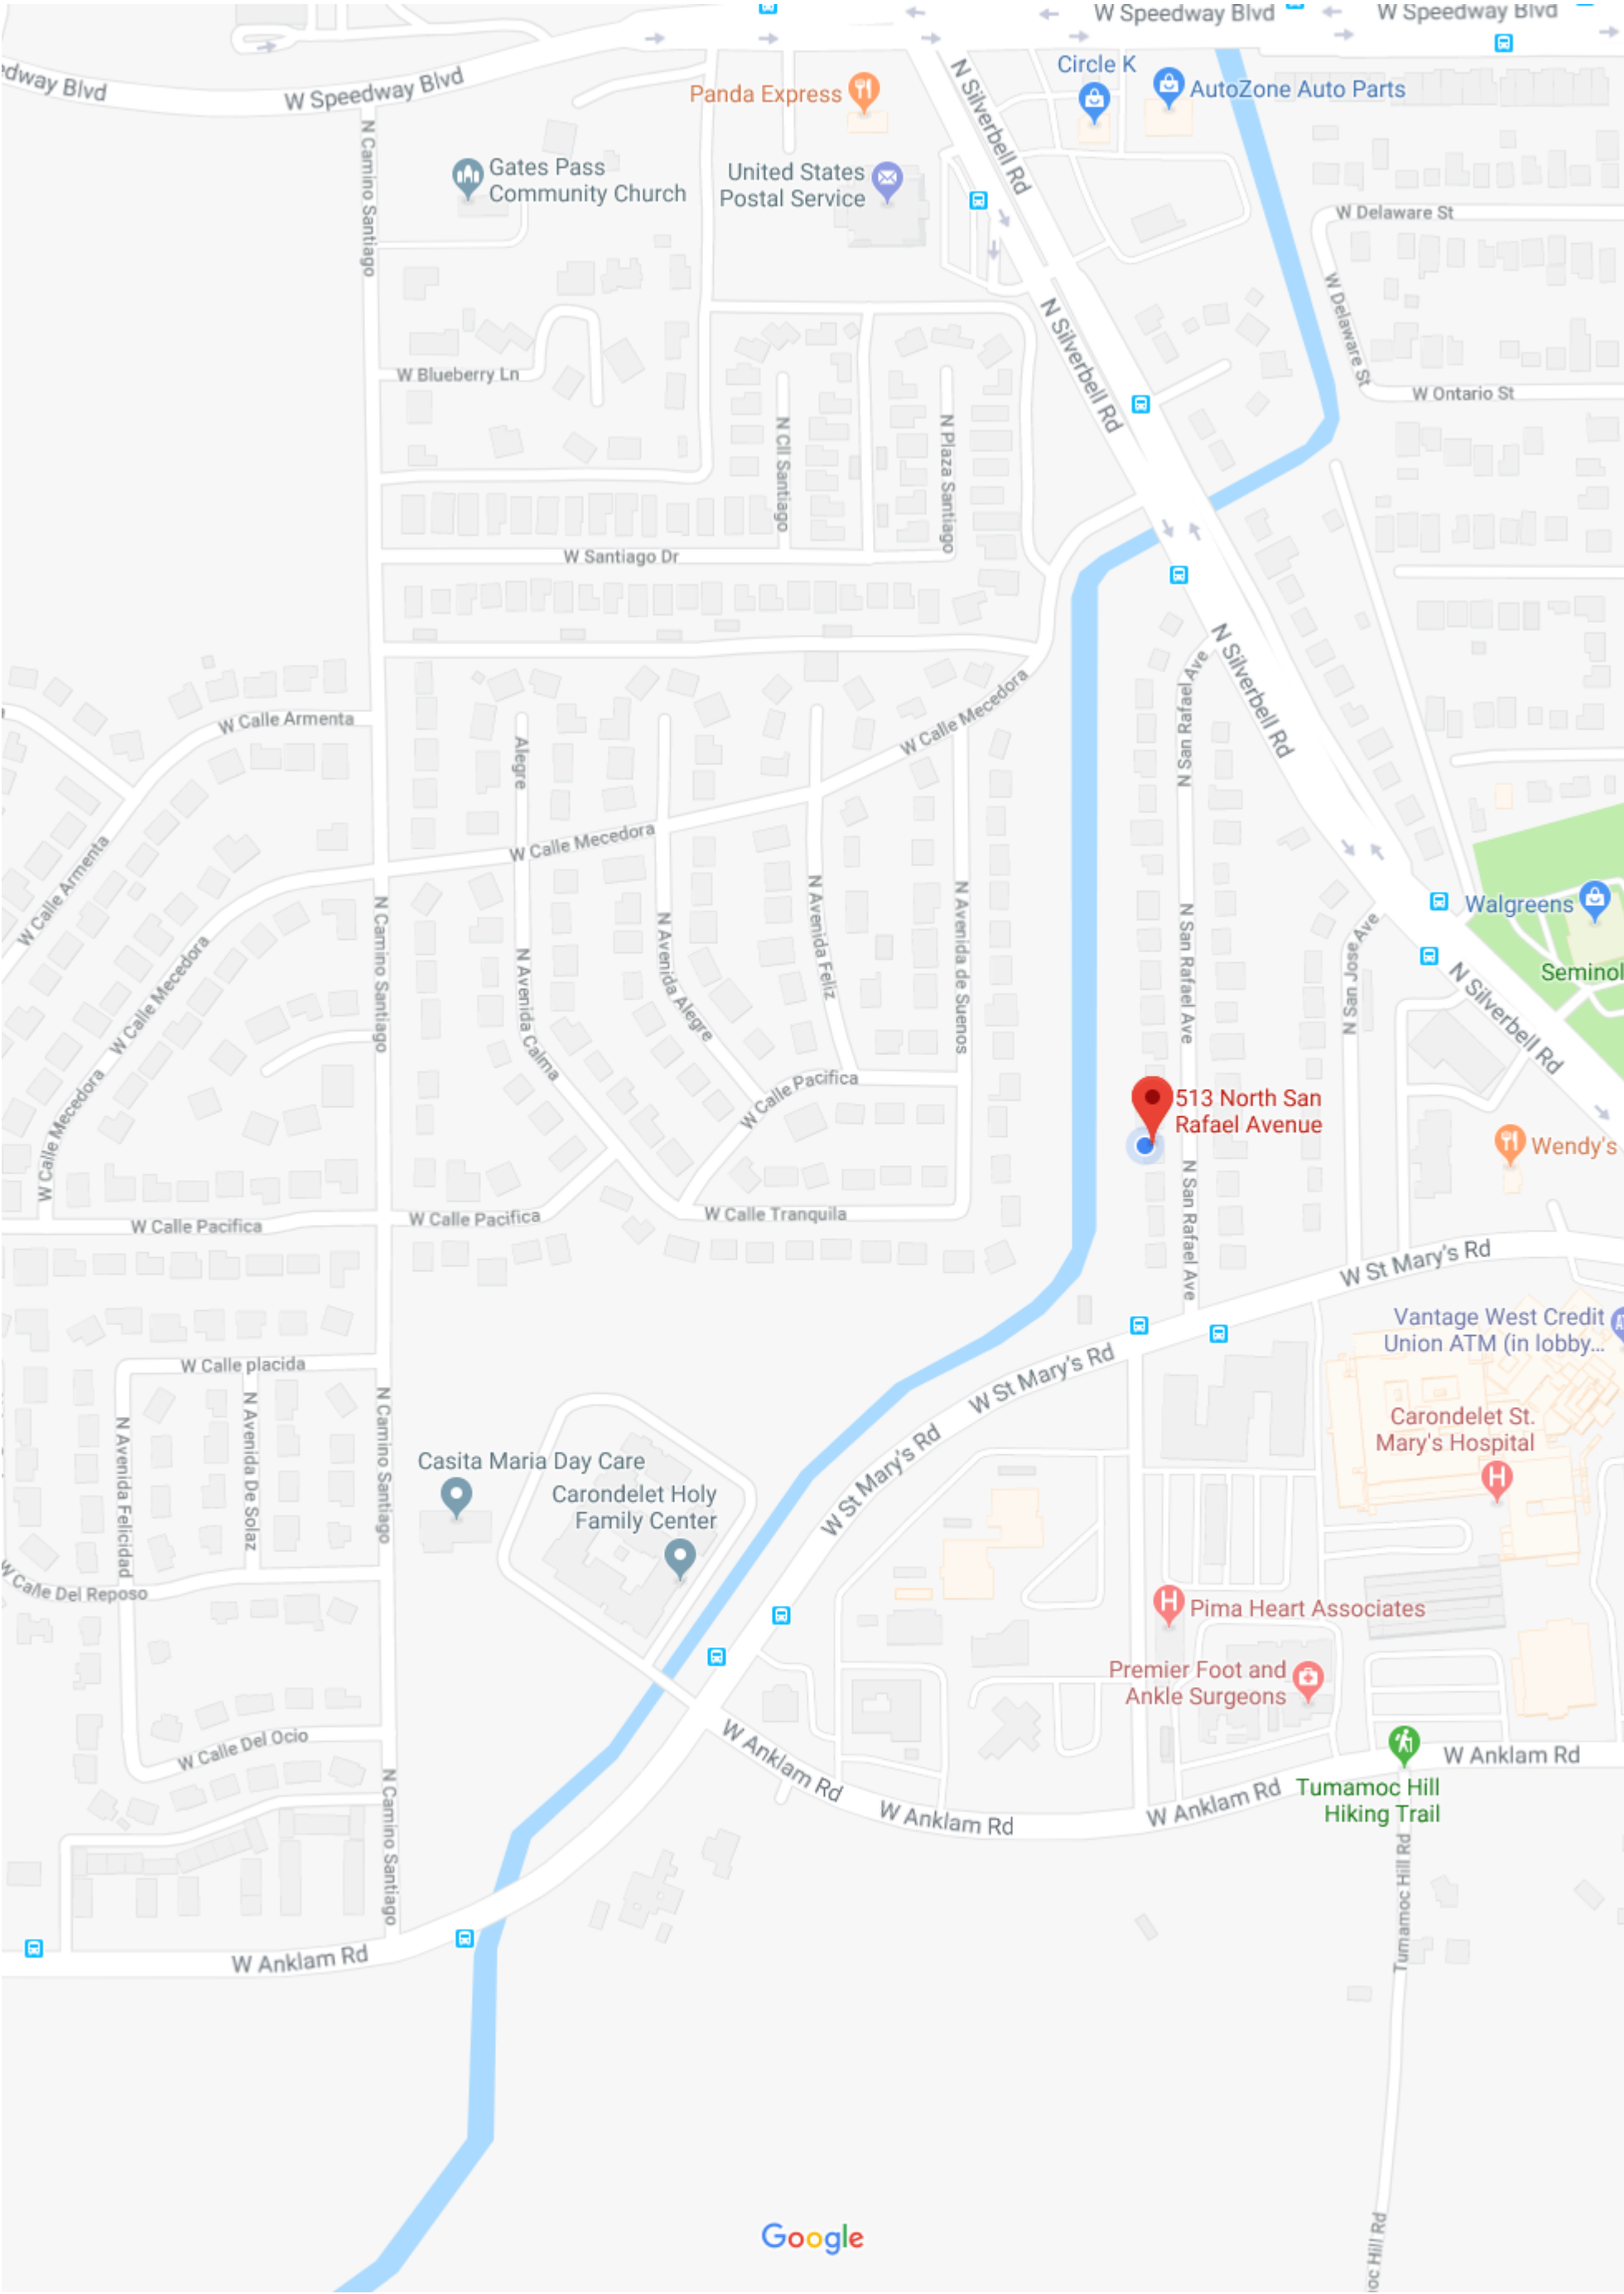 W Speedway Blvd
W Speedway Blvd
edway Blvd
W Speedway Blvd
Circle K
AutoZone Auto Parts
Panda Express
N Silverbell Rd
N Camino Santiago
Gates Pass
Community Church
United States
Postal Service
W Delaware St
W Delaware St
N Silverbell Rd
W Blueberry Ln
W Ontario St
N Cll Santiago
N Plaza Santiago
W Santiago Dr
N San Rafael Ave
N Silverbell Rd
W Calle Armenta
W Calle Mecedora
Alegre
W Calle Mecedora
W Calle Armenta
N Camino Santiago
N Avenida Feliz
N Avenida de Suenos
N San Rafael Ave
Walgreens
N San Jose Ave
Seminol
N Silverbell Rd
W Calle Mecedora
N Avenida Alegre
N Avenida Calma
W Calle Pacifica
W Calle Mecedora
513 North San
Rafael Avenue
Wendy's
N San Rafael Ave
W Calle Pacifica
W Calle Pacifica
W Calle Tranquila
W St Mary's Rd
Vantage West Credit
Union ATM (in lobby...
W Calle placida
W St Mary's Rd
N Avenida Felicidad
N Avenida De Solaz
N Camino Santiago
Carondelet St.
Mary's Hospital
H
Casita Maria Day Care
Carondelet Holy
Family Center
W St Mary's Rd
W Calle Del Reposo
H
Pima Heart Associates
Premier Foot and
Ankle Surgeons
W Calle Del Ocio
W Anklam Rd
W Anklam Rd
W Anklam Rd
W Anklam Rd
Tumamoc Hill
Hiking Trail
N Camino Santiago
Tumamoc Hill Rd
W Anklam Rd
oc Hill Rd
Google